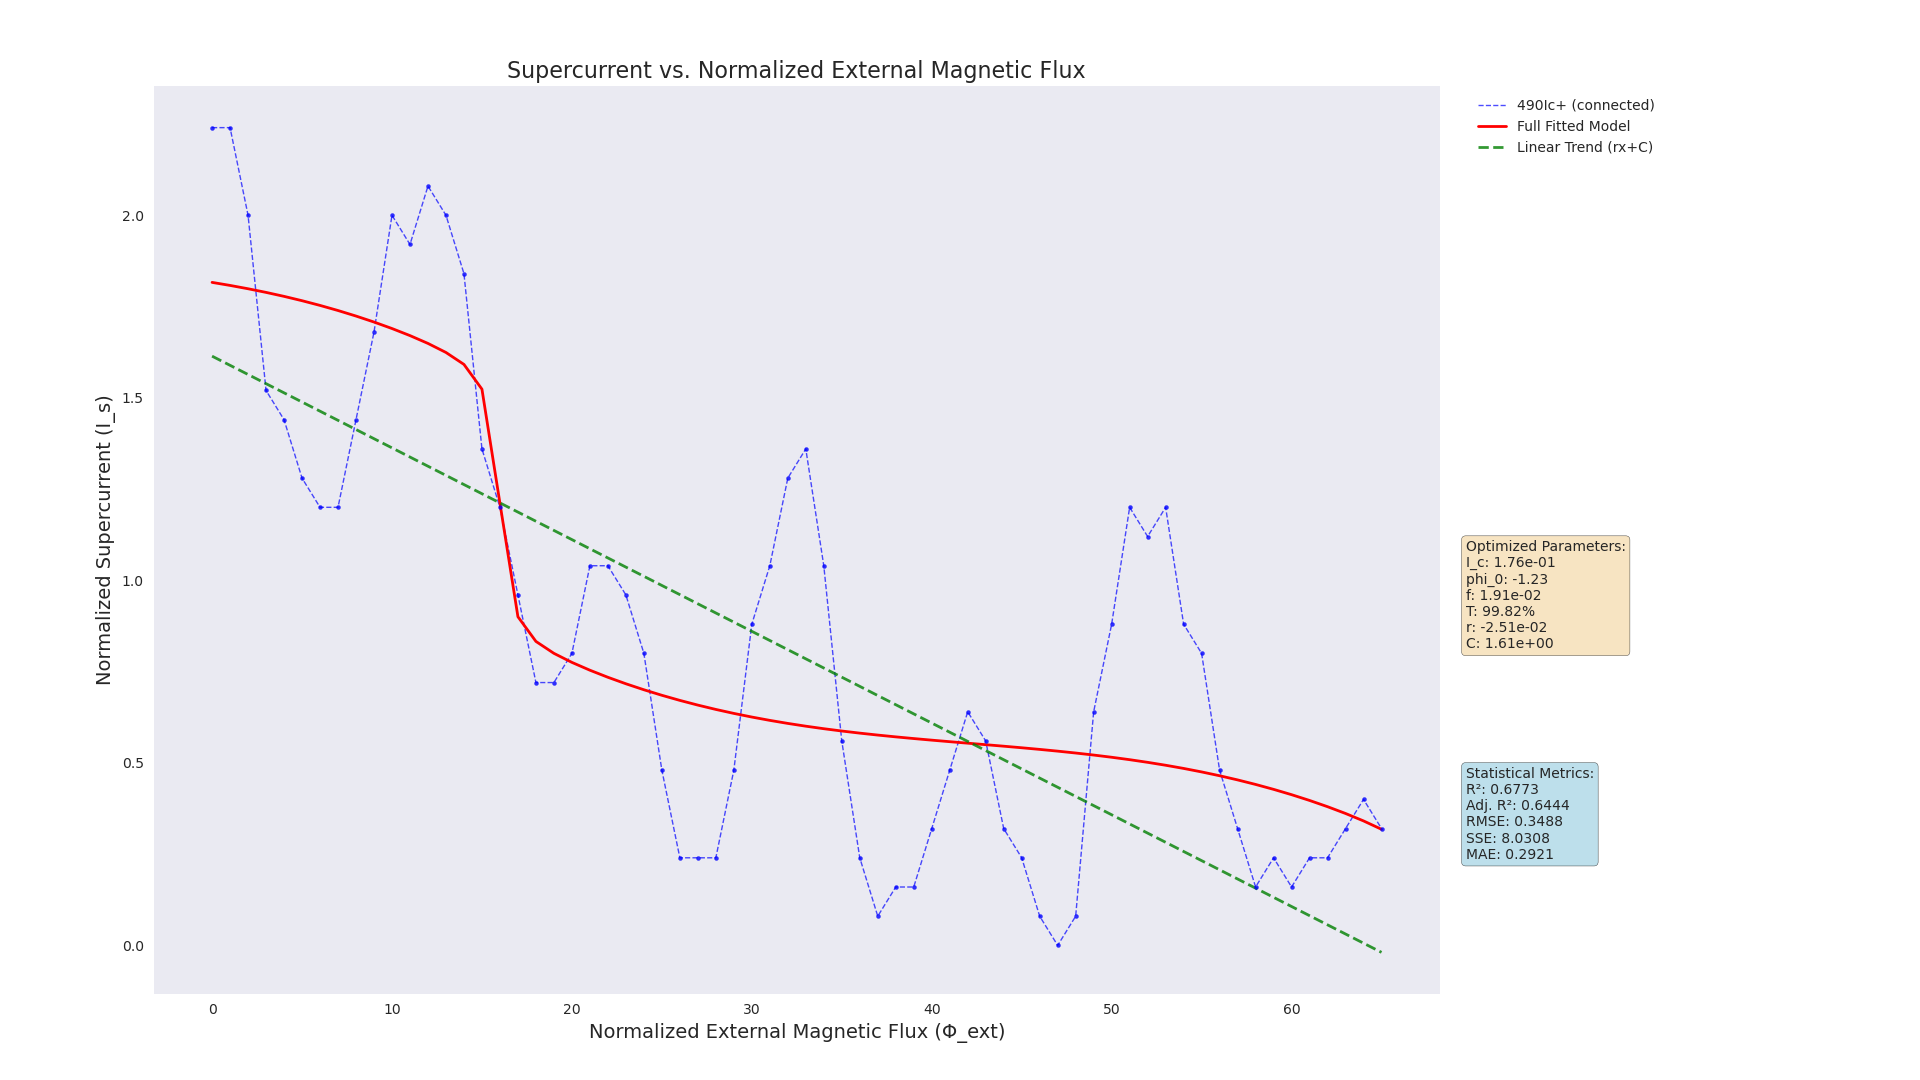 Supercurrent vs. Normalized External Magnetic Flux
490Ic+ (connected)
Full Fitted Model
Linear Trend (rx+C)
Normalized Supercurrent (I_s)
2.0
1.5
1.0
0.5
0.0
Optimized Parameters:
I_c: 1.76e-01
phi_0: -1.23
f: 1.91e-02
T: 99.82%
r: -2.51e-02
C: 1.61e+00
Statistical Metrics:
R²: 0.6773
Adj. R²: 0.6444
RMSE: 0.3488
SSE: 8.0308
MAE: 0.2921
0 10 20 30 40 50 60
Normalized External Magnetic Flux (Φ_ext)